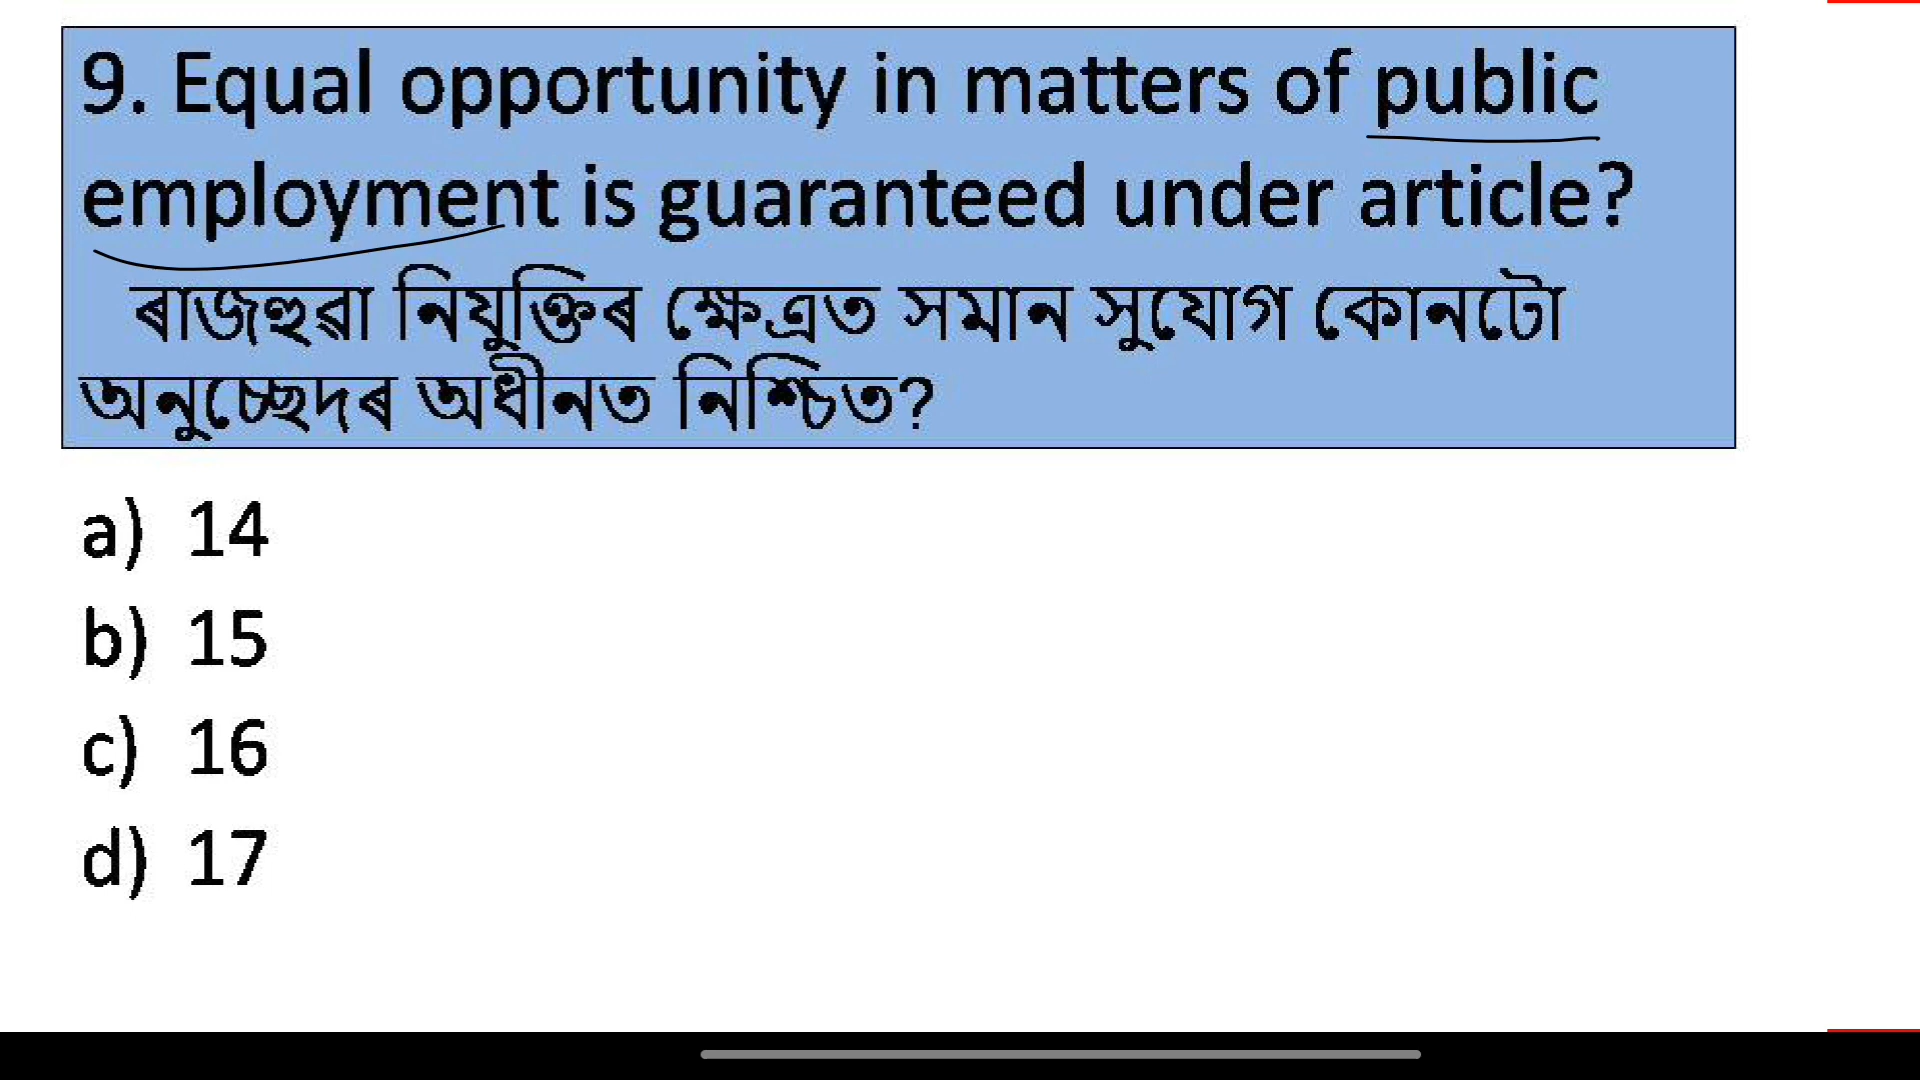 9. Equal opportunity in matters of public
employment is guaranteed under article?
ৰাজহুৱা নিযুক্তিৰ ক্ষেত্ৰত সমান সুযোগ কোনটো
অনুচ্ছেদৰ অধীনত নিশ্চিত?
a) 14
b) 15
c) 16
d) 17